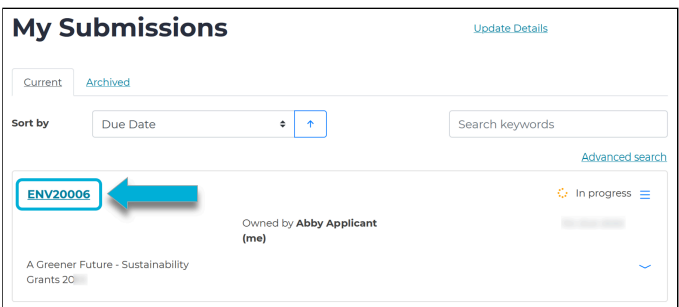 My Submissions
Update Details
Current
Archived
Sort by
Due Date
Search keywords
Advanced search
ENV20006
In progress
Owned by Abby Applicant
(me)
A Greener Future - Sustainability
Grants 20